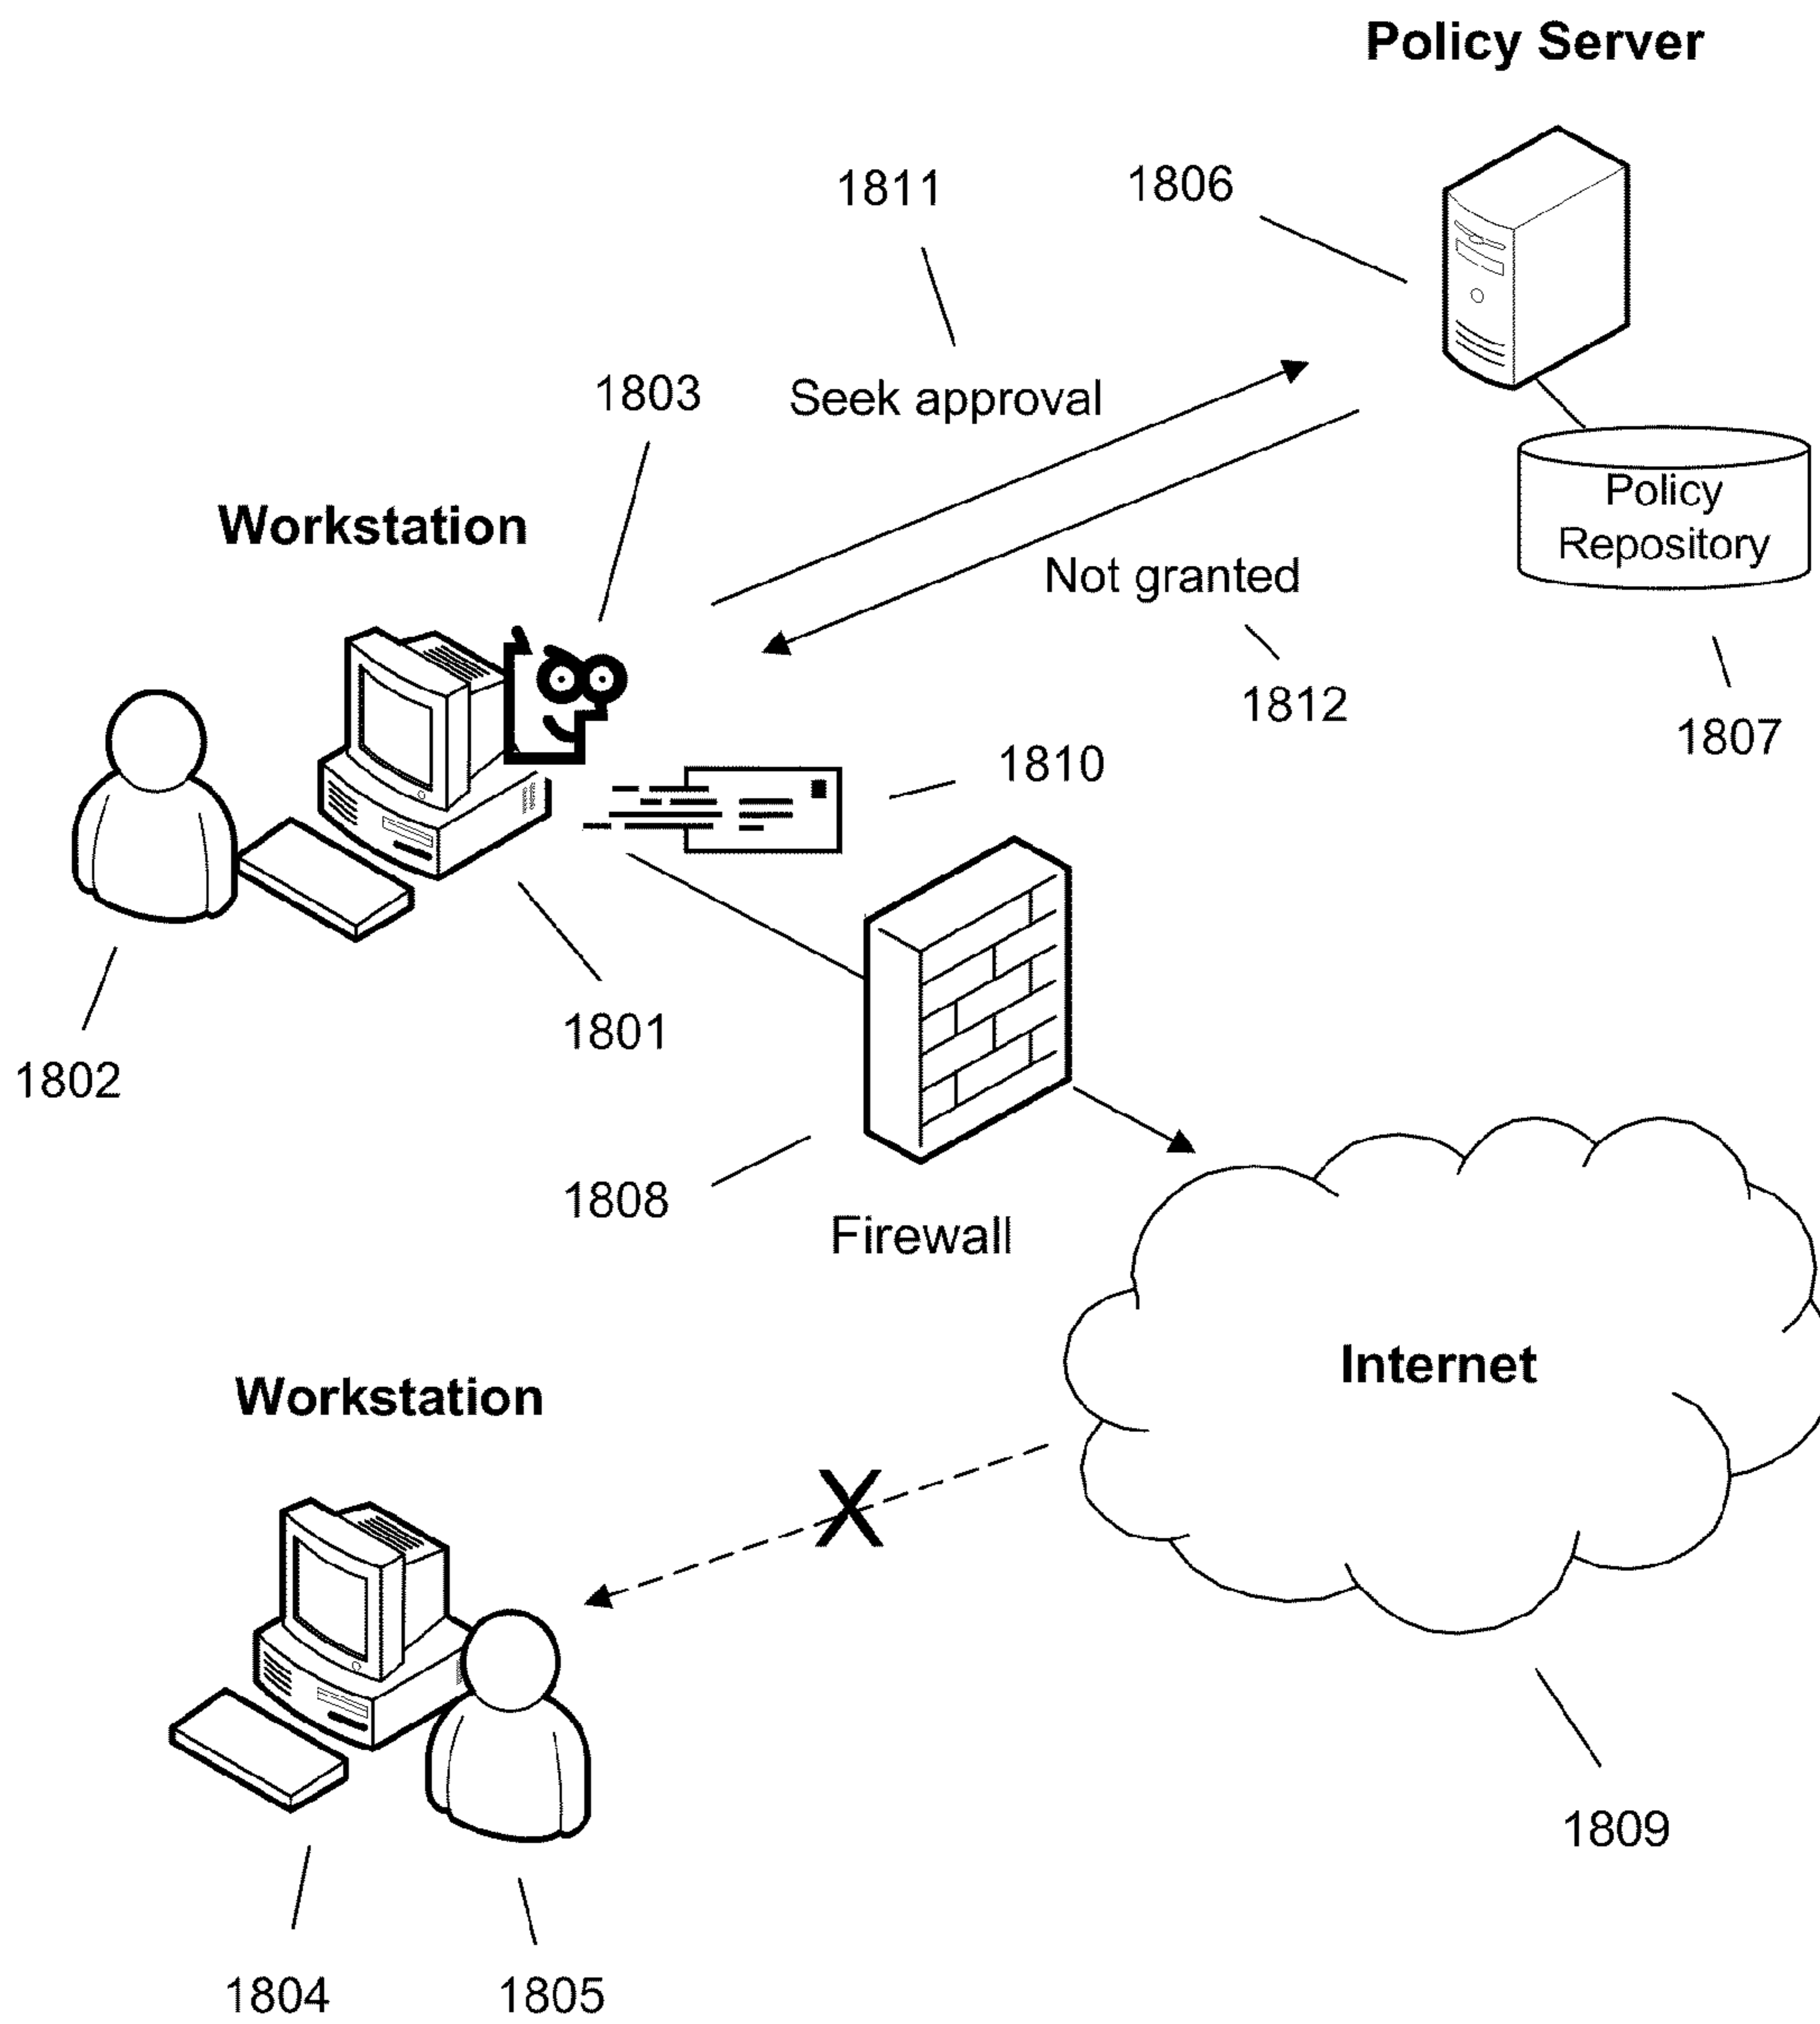 Policy Server
1811
1806
1803
Seek approval
Workstation
Policy
Repository
Not granted
1812
1807
1810
1801
1802
1808
Firewall
Internet
Workstation
X
1809
1804
1805